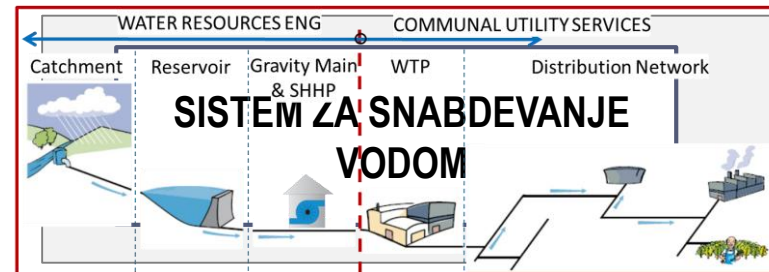 WATER RESOURCES ENG
COMMUNAL UTILITY SERVICES
Catchment
Reservoir
Gravity Main
& SHHP
WTP
Distribution Network
SISTEM ZA SNABDEVANJE
VODOM